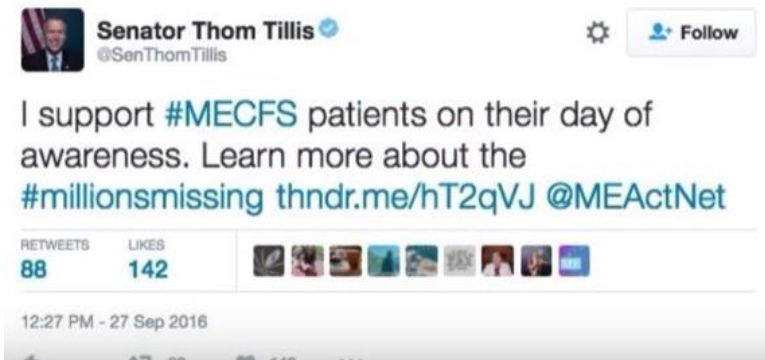 Senator Thom Tillis
@SenThomTillis
Follow
I support #MECFS patients on their day of
awareness. Learn more about the
#millionsmissing thndr.me/hT2qVJ @MEActNet
RETWEETS LIKES
88 142
12:27 PM - 27 Sep 2016